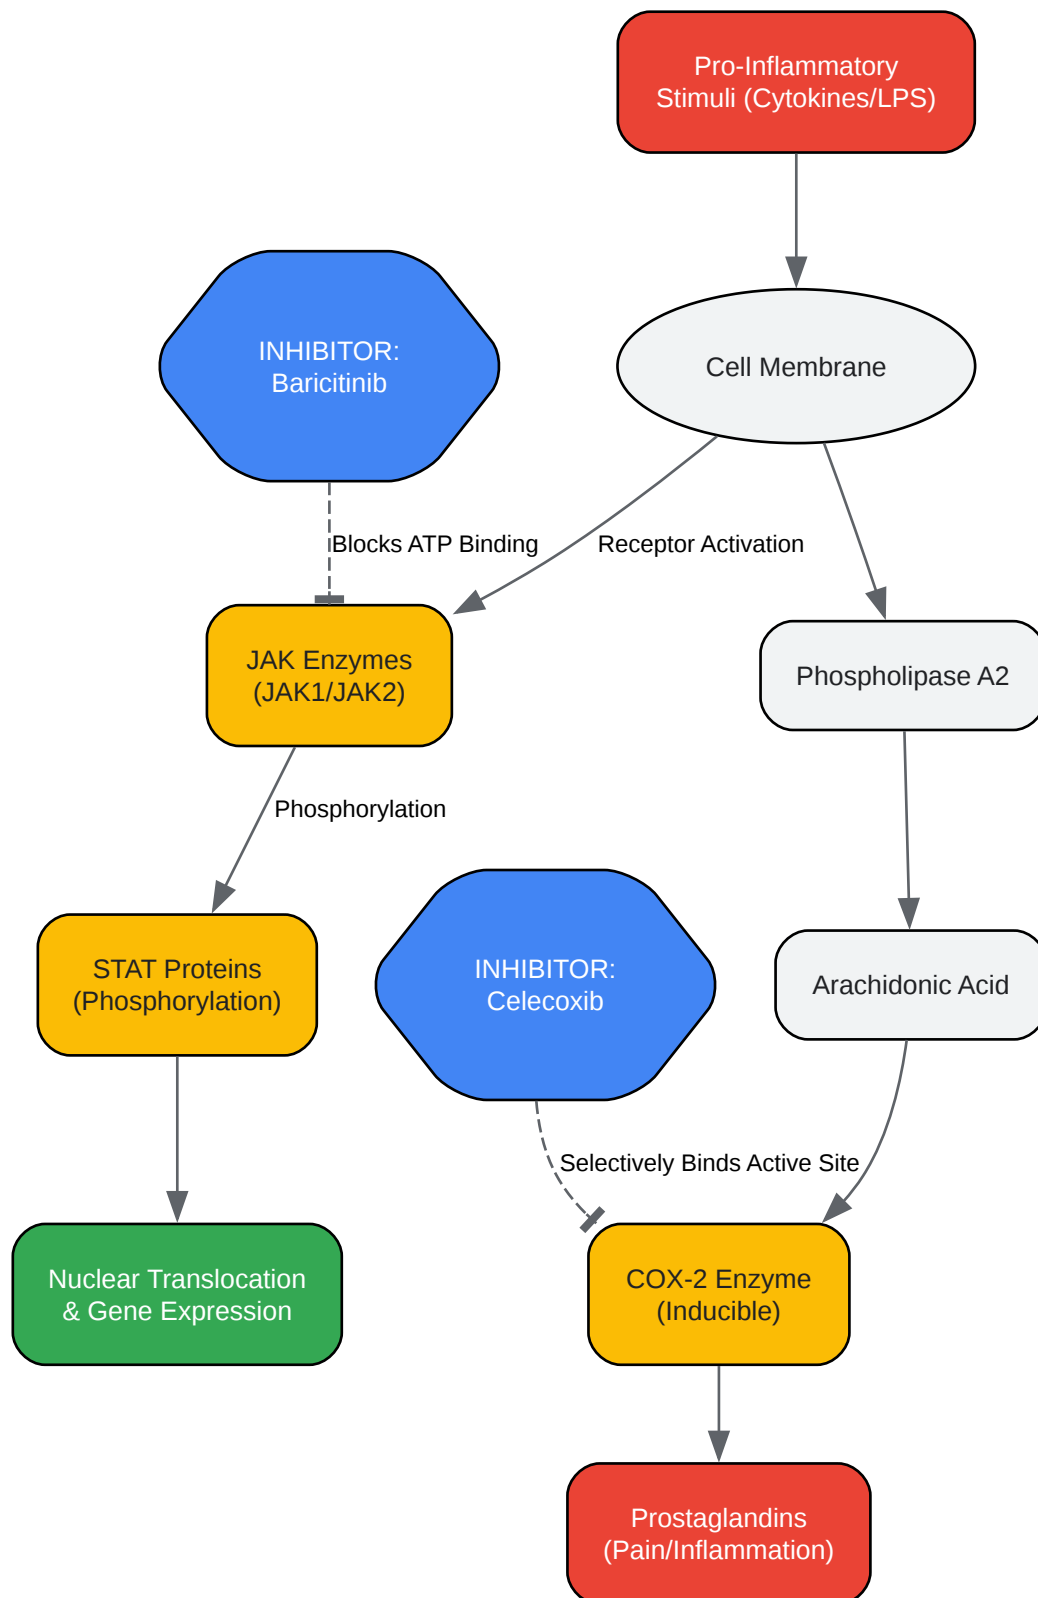 Pro-Inflammatory
Stimuli (Cytokines/LPS)
INHIBITOR:
Baricitinib
Cell Membrane
Blocks ATP Binding
Receptor Activation
JAK Enzymes
(JAK1/JAK2)
Phospholipase A2
Phosphorylation
STAT Proteins
(Phosphorylation)
INHIBITOR:
Celecoxib
Arachidonic Acid
Selectively Binds Active Site
Nuclear Translocation
& Gene Expression
COX-2 Enzyme
(Inducible)
Prostaglandins
(Pain/Inflammation)